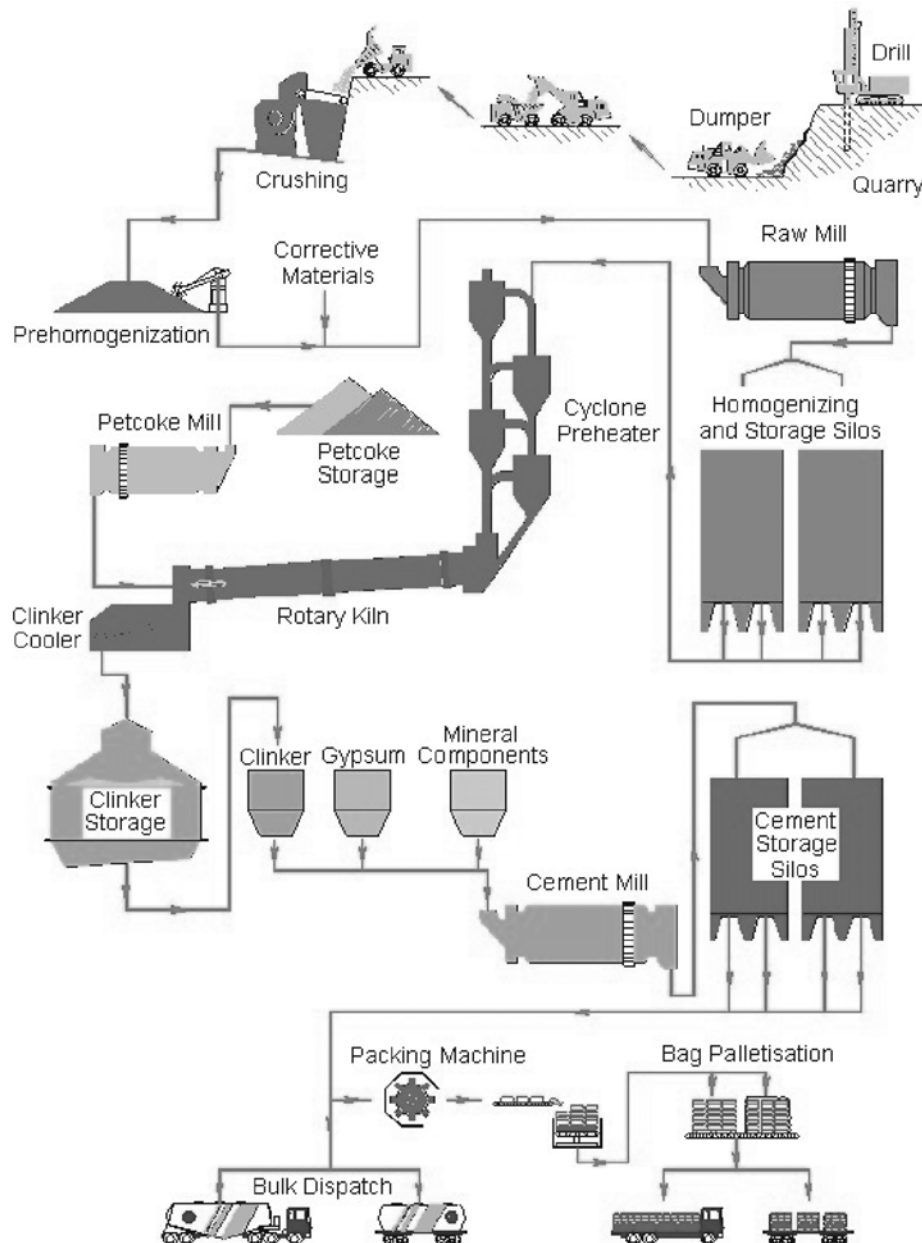 Drill
Dumper
Quarry
Crushing
Raw Mill
Corrective
Materials
Prehomogenization
Cyclone
Preheater
Homogenizing
and Storage Silos
Petcoke Mill
Petcoke
Storage
Rotary Kiln
Clinker
Cooler
Clinker
Storage
Clinker
Gypsum
Mineral
Components
Cement
Storage
Silos
Cement Mill
Packing Machine
Bag Palletisation
Bulk Dispatch